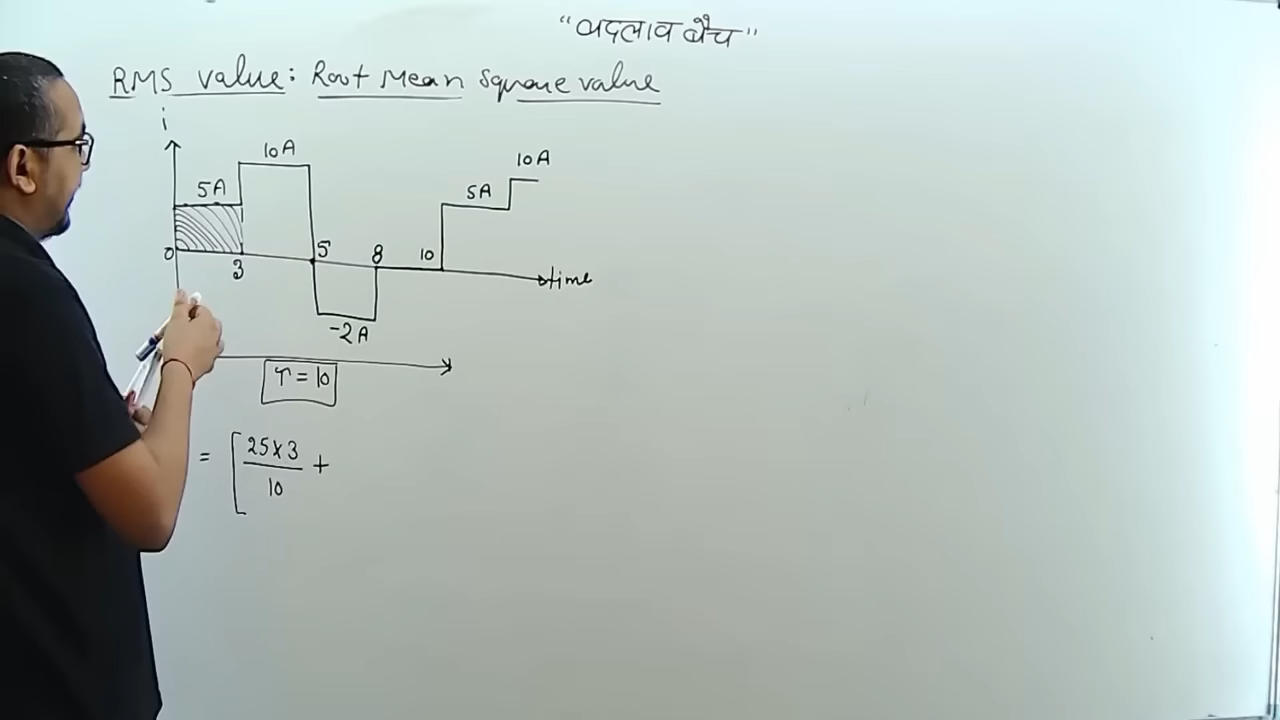 “बदलाव बैच”
RMS value: Root Mean Square value
i
10A
10A
5A
5A
0
3
5
8
10
time
-2A
T = 10
= [ 25×3 / 10 +